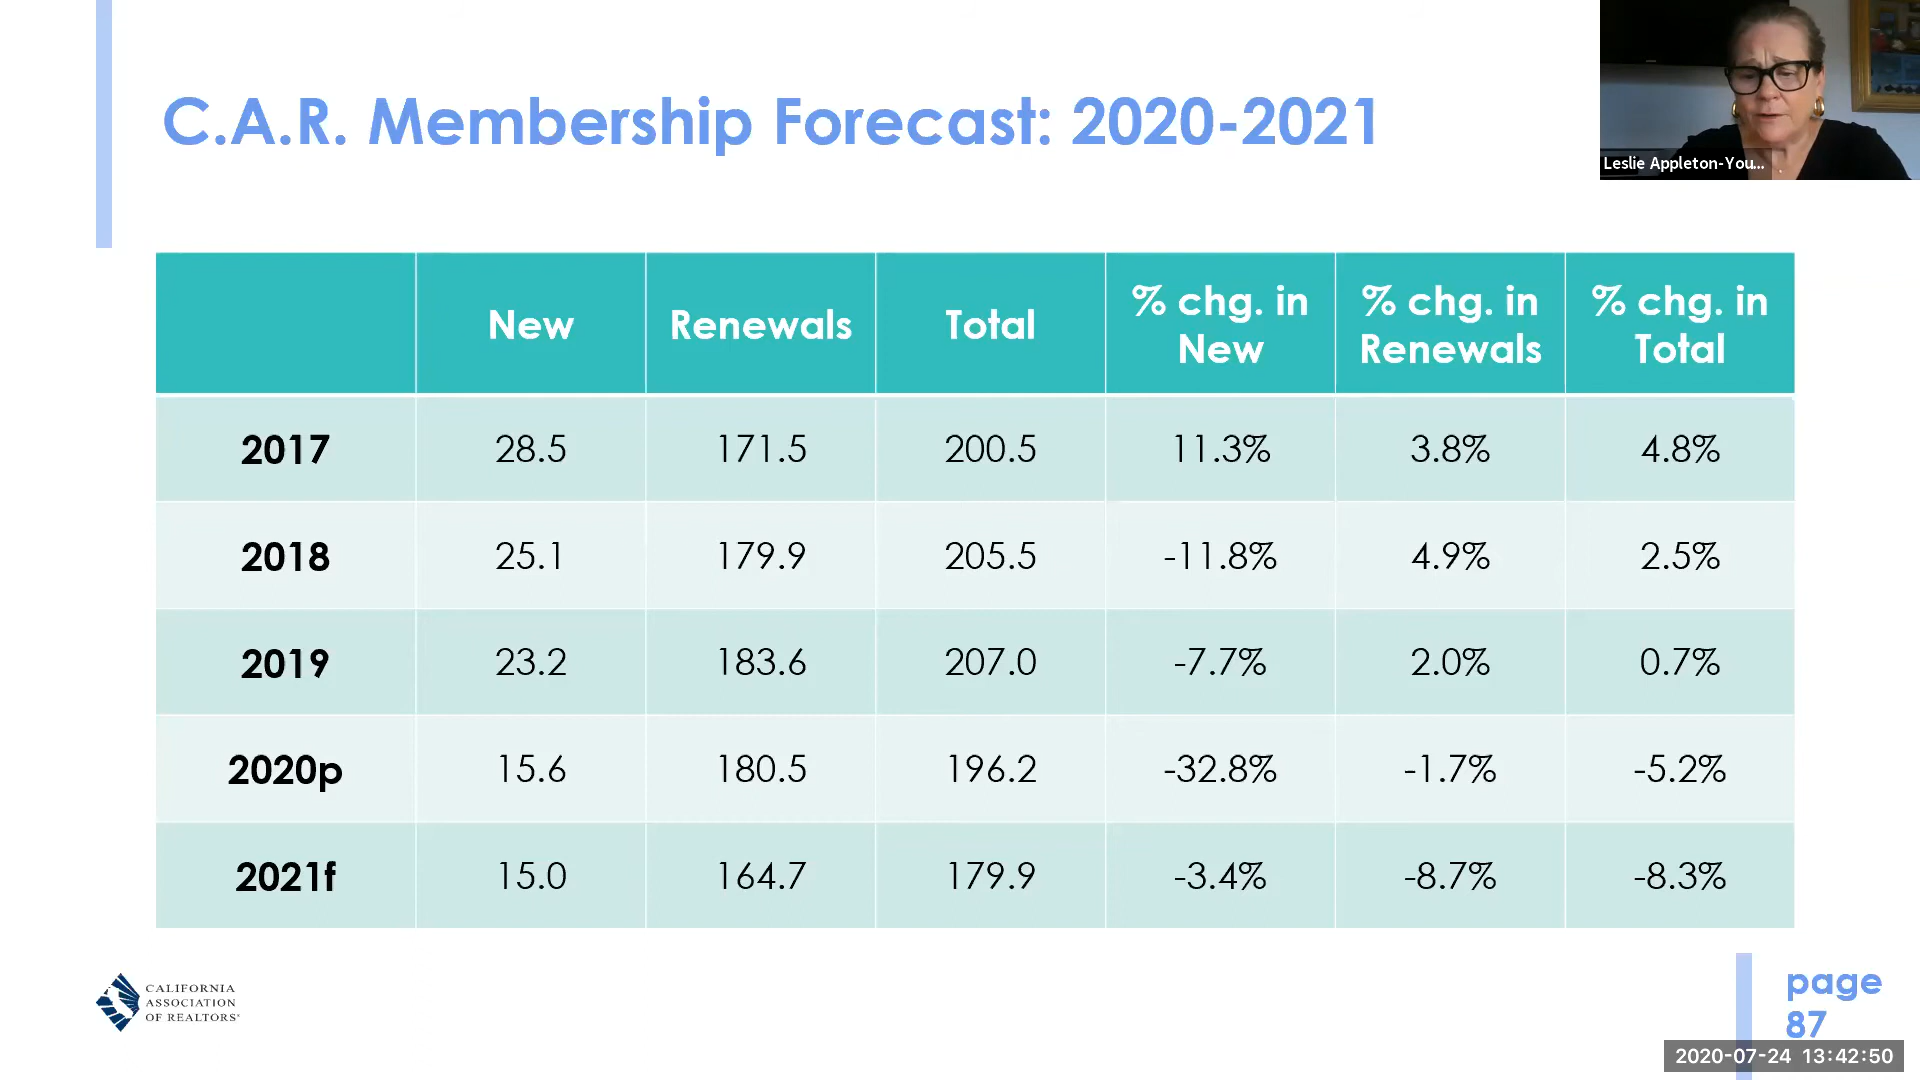 C.A.R. Membership Forecast: 2020-2021
Leslie Appleton-You...
New Renewals Total % chg. in New % chg. in Renewals % chg. in Total
2017 28.5 171.5 200.5 11.3% 3.8% 4.8%
2018 25.1 179.9 205.5 -11.8% 4.9% 2.5%
2019 23.2 183.6 207.0 -7.7% 2.0% 0.7%
2020p 15.6 180.5 196.2 -32.8% -1.7% -5.2%
2021f 15.0 164.7 179.9 -3.4% -8.7% -8.3%
CALIFORNIA
ASSOCIATION
OF REALTORS®
page
87
2020-07-24 13:42:50